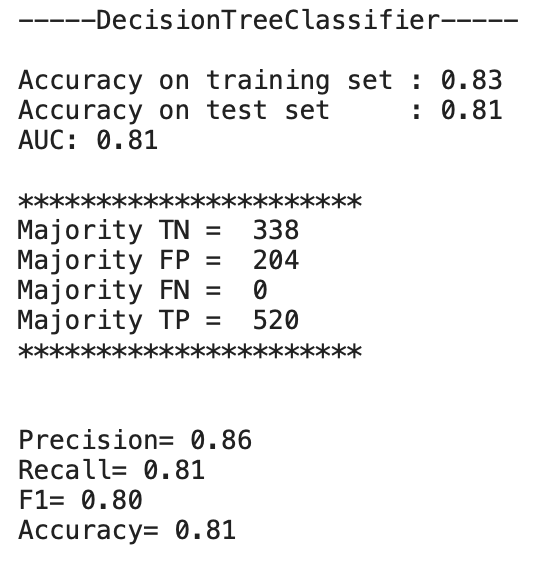 -----DecisionTreeClassifier-----
Accuracy on training set : 0.83
Accuracy on test set     : 0.81
AUC: 0.81
**********************
Majority TN =  338
Majority FP =  204
Majority FN =  0
Majority TP =  520
**********************
Precision= 0.86
Recall= 0.81
F1= 0.80
Accuracy= 0.81